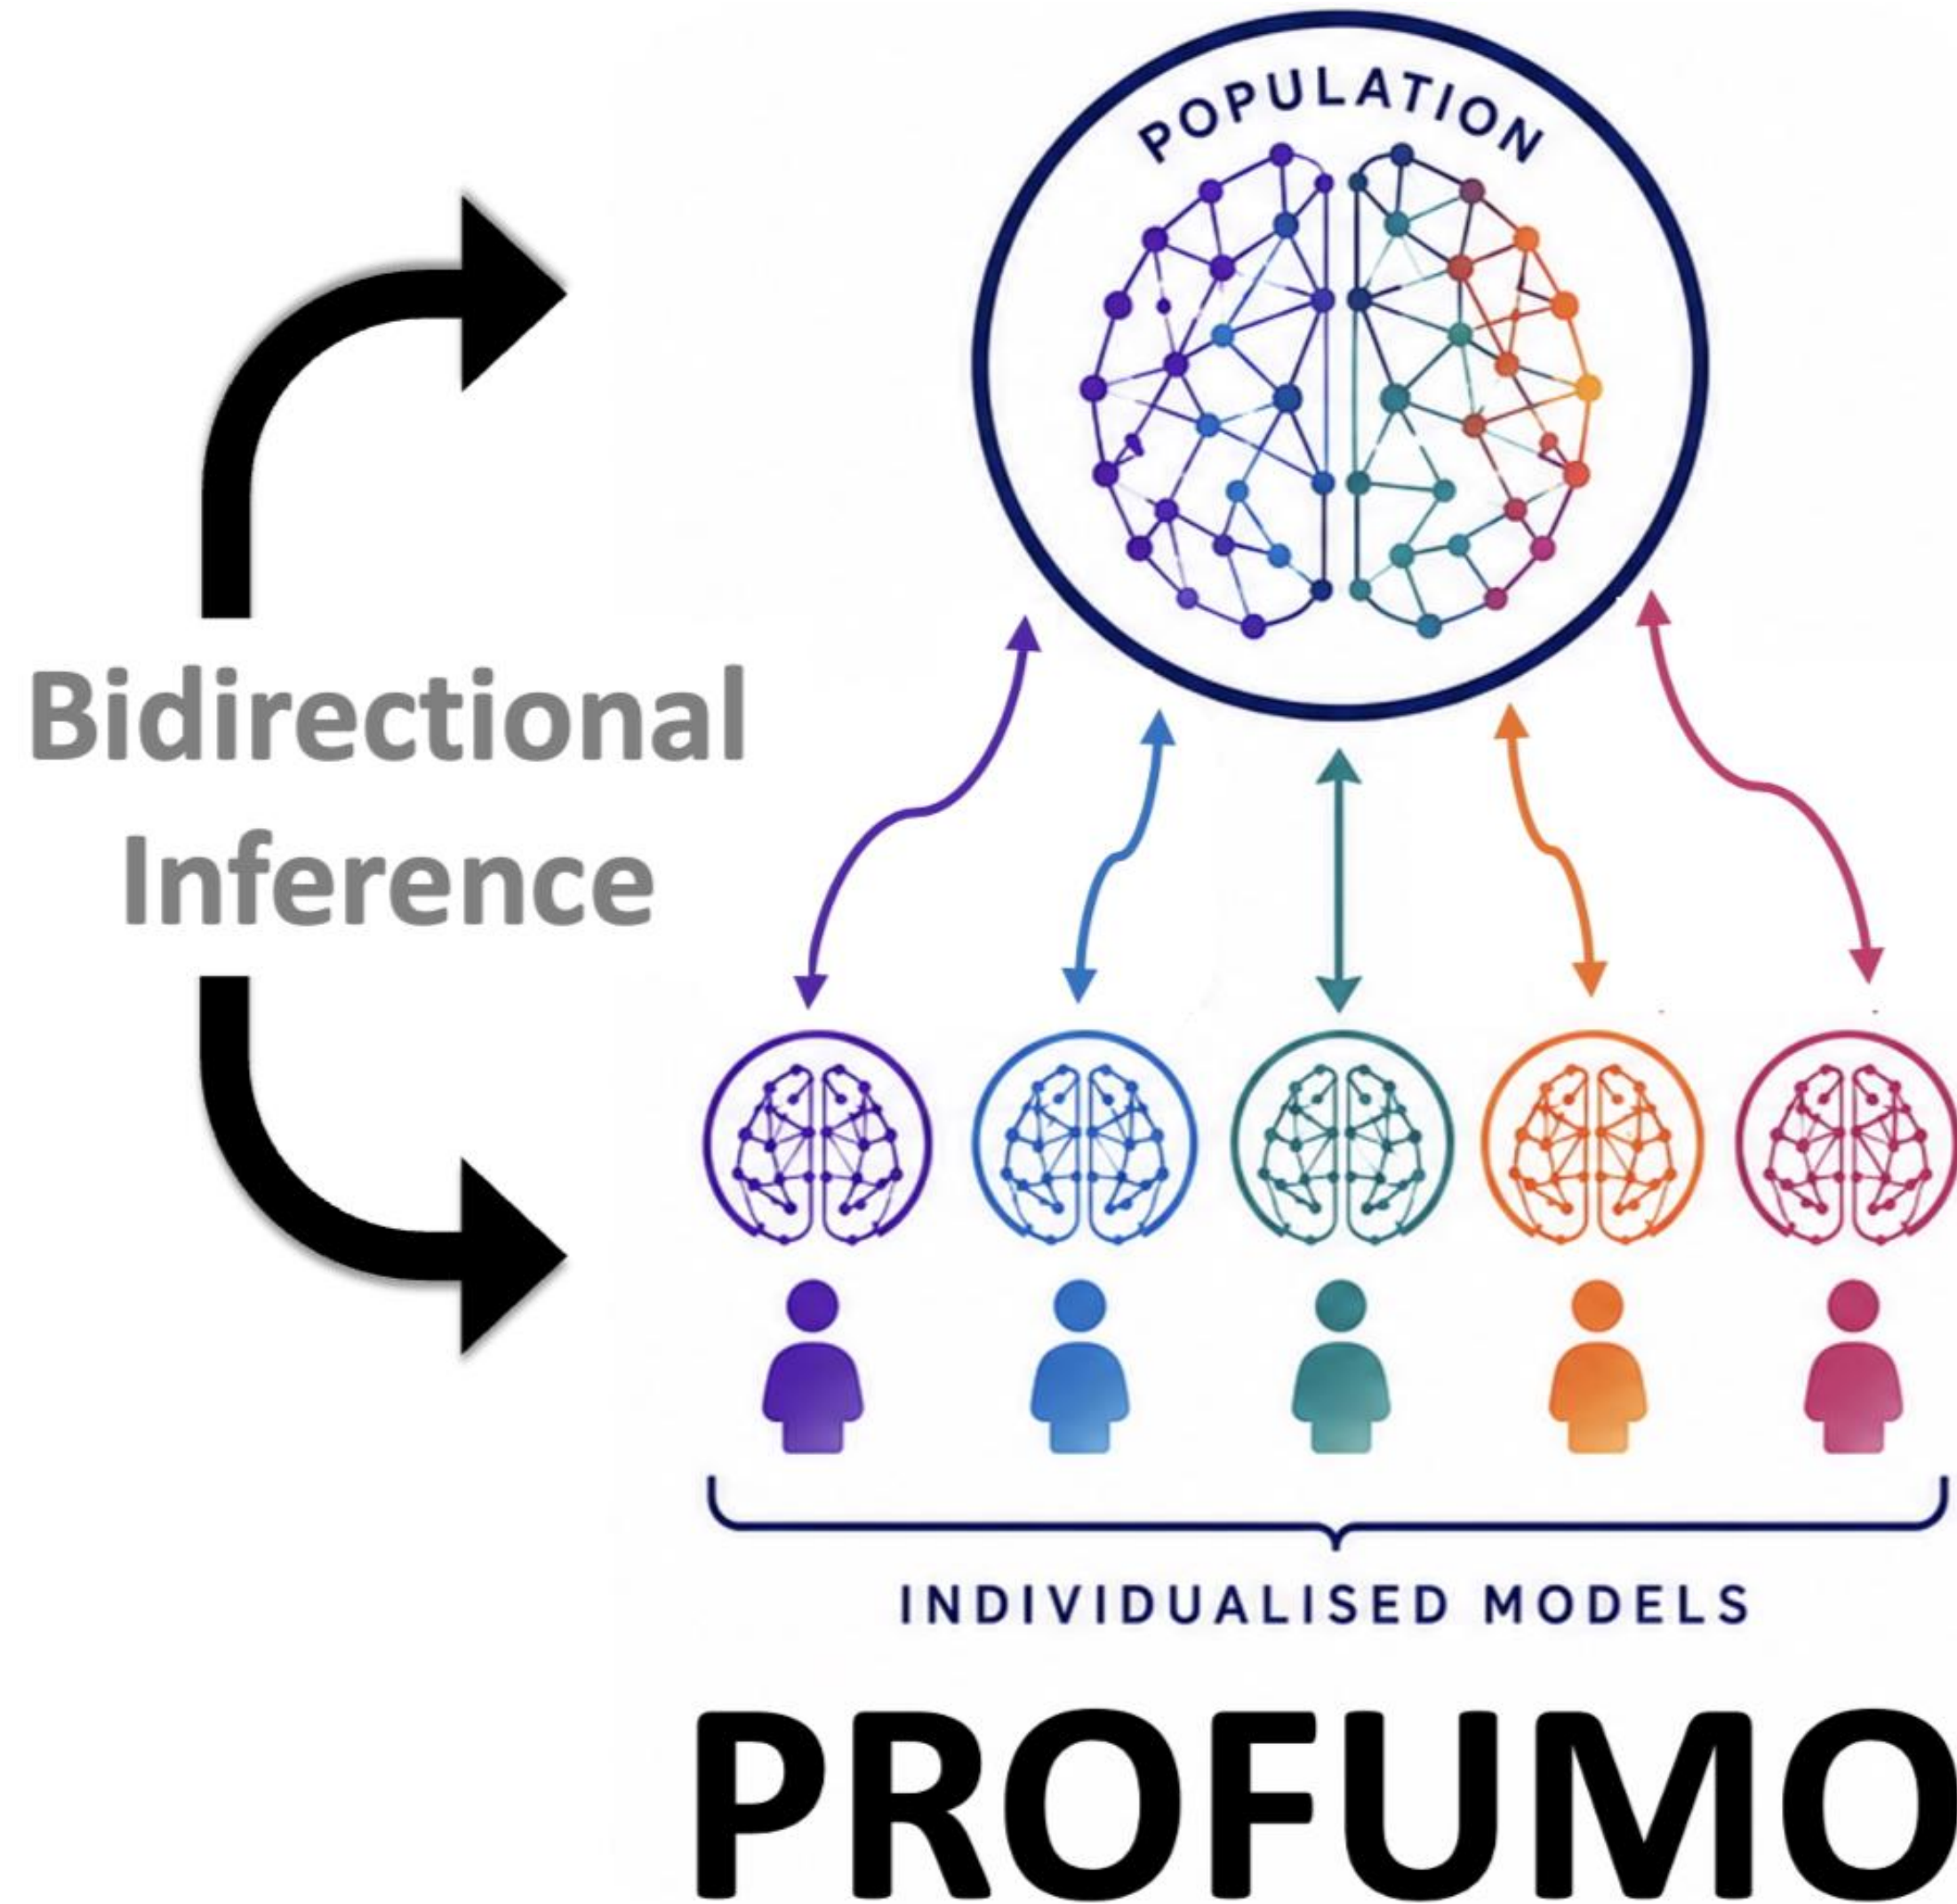 POPULATION
Bidirectional
Inference
INDIVIDUALISED MODELS
PROFUMO